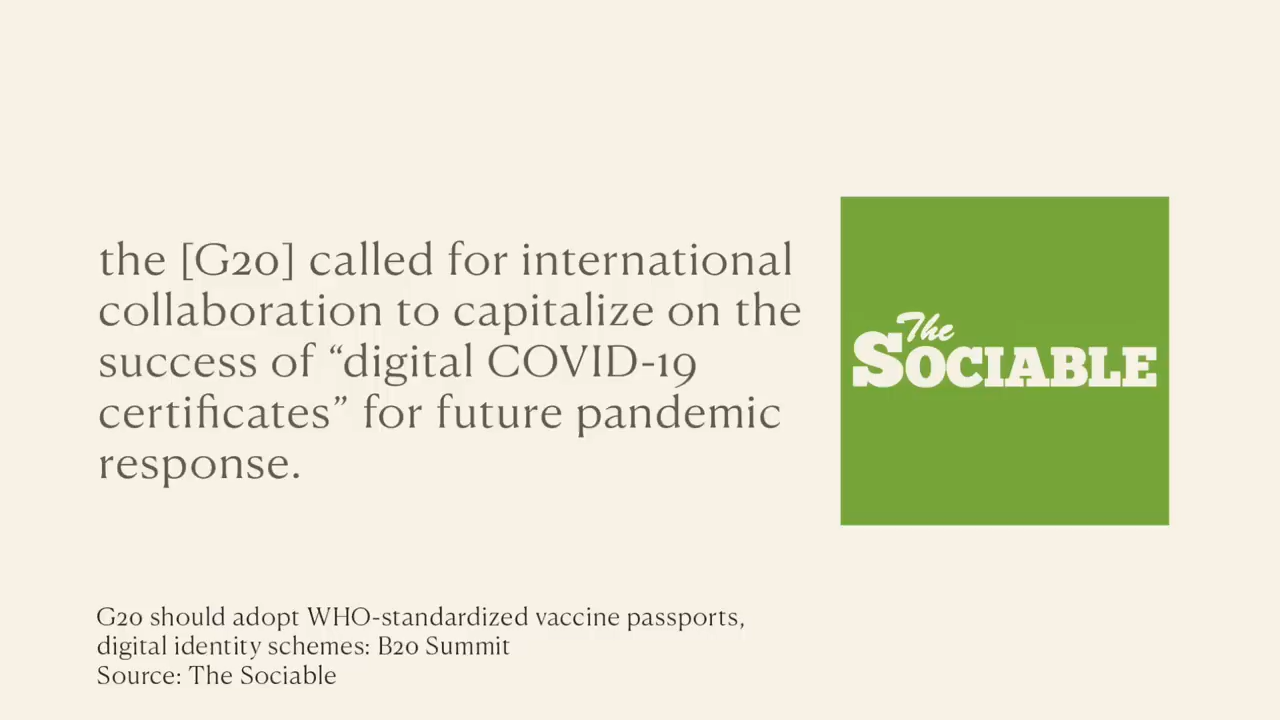 the [G20] called for international
collaboration to capitalize on the
success of “digital COVID-19
certificates” for future pandemic
response.
The
SOCIABLE
G20 should adopt WHO-standardized vaccine passports,
digital identity schemes: B20 Summit
Source: The Sociable